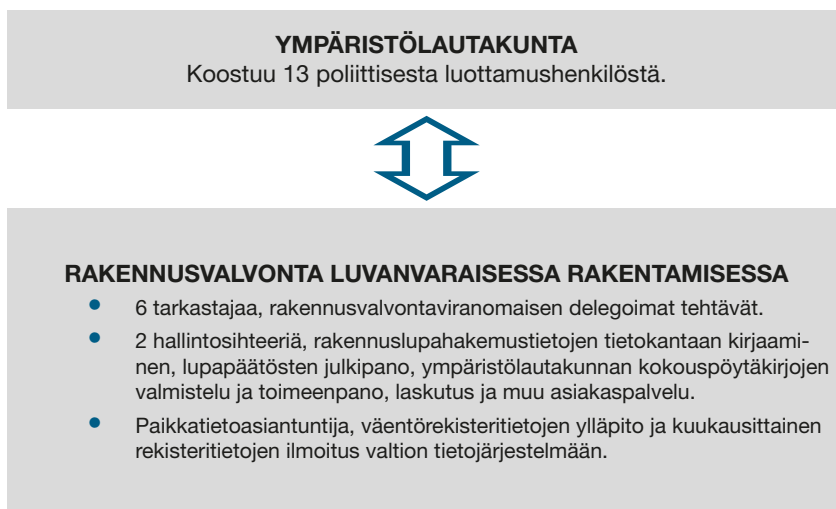 YMPÄRISTÖLAUTAKUNTA
Koostuu 13 poliittisesta luottamushenkilöstä.
RAKENNUSVALVONTA LUVANVARAISESSA RAKENTAMISESSA
• 6 tarkastajaa, rakennusvalvontaviranomaisen delegoimat tehtävät.
• 2 hallintosihteeriä, rakennuslupahakemustietojen tietokantaan kirjaami-
nen, lupapäätösten julkipano, ympäristölautakunnan kokouspöytäkirjojen
valmistelu ja toimeenpano, laskutus ja muu asiakaspalvelu.
• Paikkatietoasiantuntija, väentörekisteritietojen ylläpito ja kuukausittainen
rekisteritietojen ilmoitus valtion tietojärjestelmään.